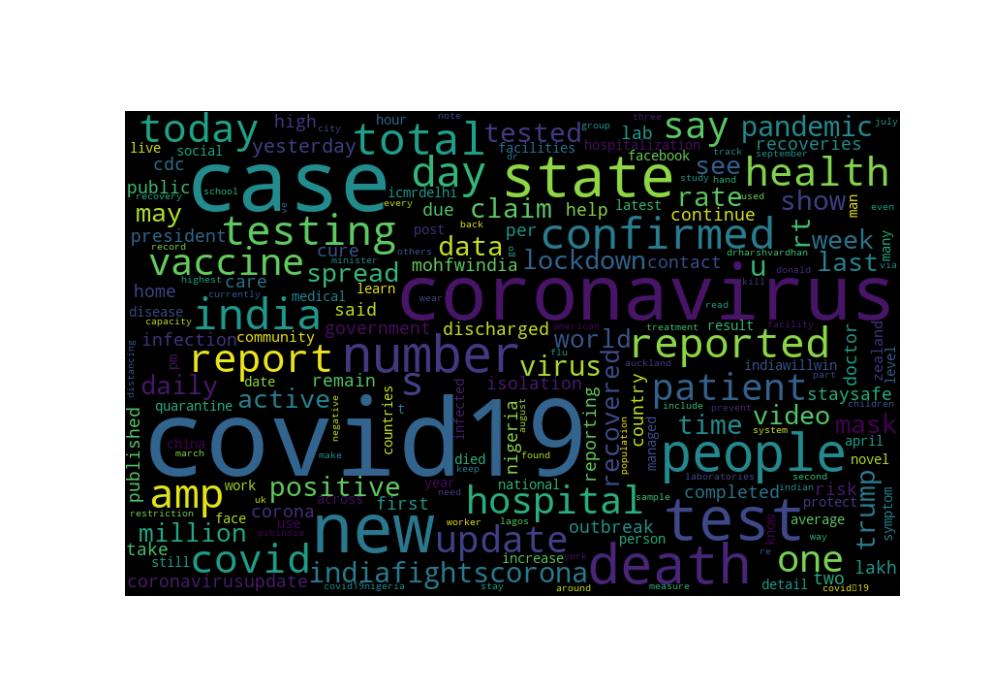 today
high
city
hour
note
total
tested
group
facilities
lab
three
say
pandemic
july
live
social
yesterday
hospitalization
cdc
dr
facebook
track
september
recoveries
public
case
day
state
see
study
hand
used
even
health
recovery
school
icmrdelhi
rate
show
man
ve
every
due
claim
help
latest
continue
may
testing
post
back
per
confirmed
rt
week
many
president
record
cure
others
data
go
lockdown
contact
drharshvardhan
via
last
vaccine
highest
minister
spread
mohfwindia
u
donald
kill
home
currently
care
medical
learn
wear
coronavirus
read
disease
capacity
india
said
distancing
infection
community
government
discharged
american
world
treatment
result
facility
zealand
level
pm
report
number
flu
virus
reported
doctor
auckland
indiawillwin
part
daily
date
remain
s
isolation
recovered
country
patient
include
prevent
children
staysafe
quarantine
active
negative
countries
t
infected
nigeria
august
reporting
population
managed
video
mask
published
covid19
china
march
make
died
keep
found
time
system
april
people
novel
laboratories
second
amp
work
positive
year
national
hospital
sample
completed
indian
risk
uk
across
need
protect
symptom
restriction
face
corona
first
new
worker
lagos
outbreak
test
know
average
trump
million
pibindia
use
update
person
york
way
take
still
covid
increase
death
re
one
two
lakh
coronavirusupdate
indiafightscorona
covid19nigeria
stay
around
measure
detail
covid19